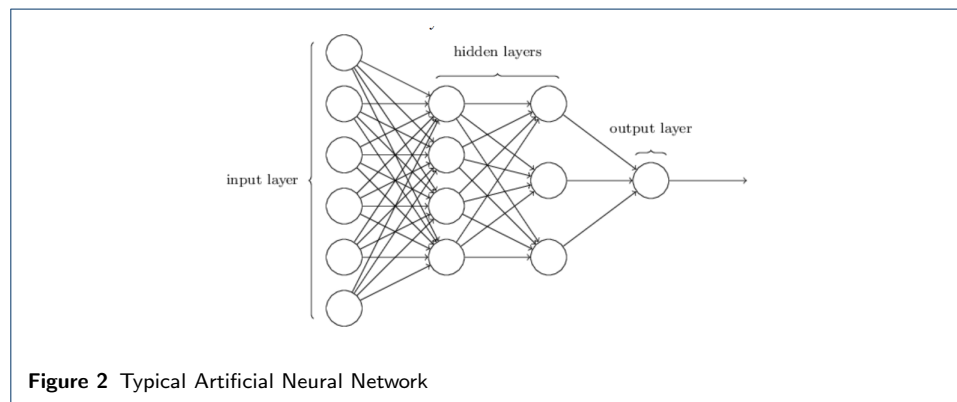 hidden layers
output layer
input layer
Figure 2 Typical Artificial Neural Network